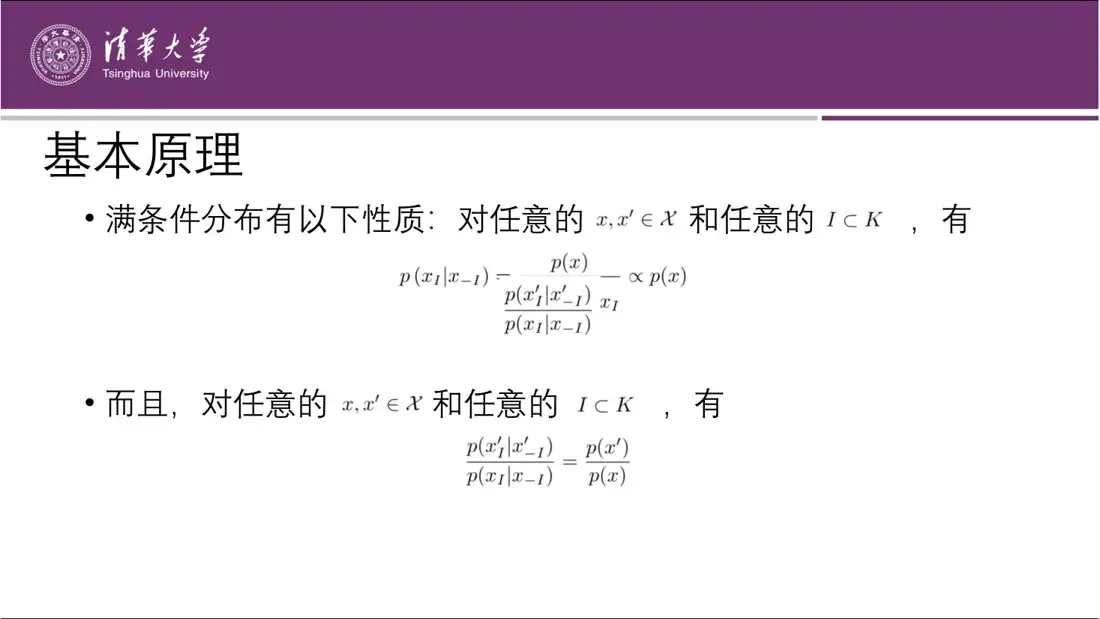 清华大学
Tsinghua University
基本原理
• 满条件分布有以下性质：对任意的 x, x′ ∈ 𝒳 和任意的 I ⊂ K ，有
p(x)
p (x_I|x_{-I}) = ∝ p(x)
p(x′_I|x′_{-I}) x_I
p(x_I|x_{-I})
• 而且，对任意的 x, x′ ∈ 𝒳 和任意的 I ⊂ K ，有
p(x′_I|x′_{-I}) / p(x_I|x_{-I}) = p(x′) / p(x)